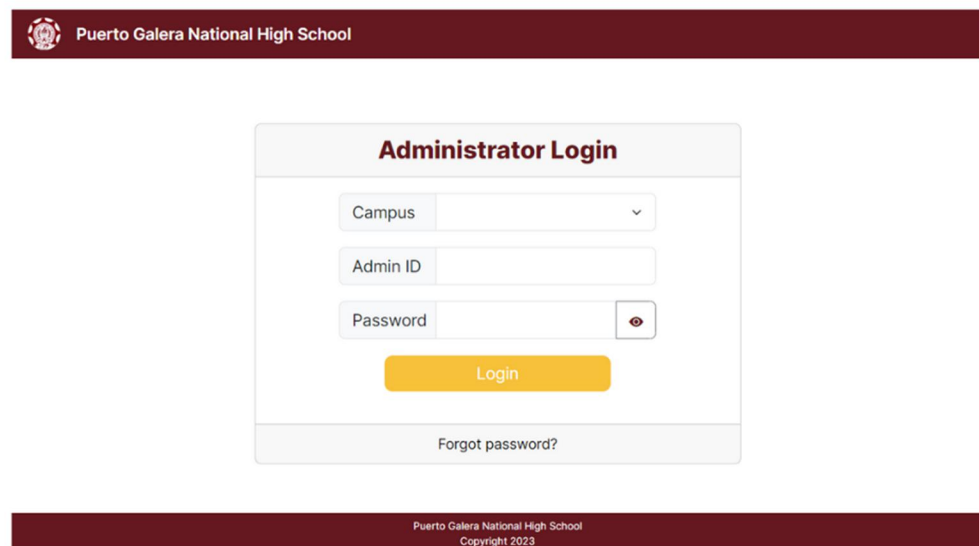 Puerto Galera National High School
Administrator Login
Campus
Admin ID
Password
Login
Forgot password?
Puerto Galera National High School
Copyright 2023